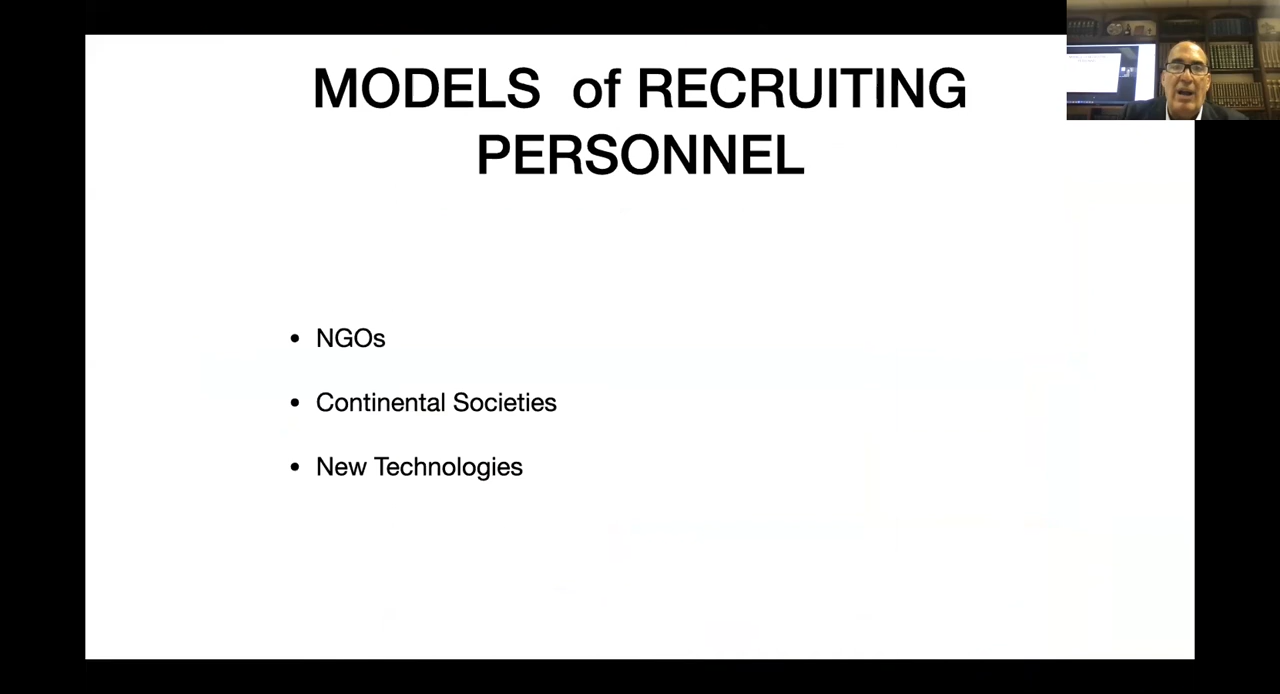 MODELS of RECRUITING
PERSONNEL
• NGOs
• Continental Societies
• New Technologies